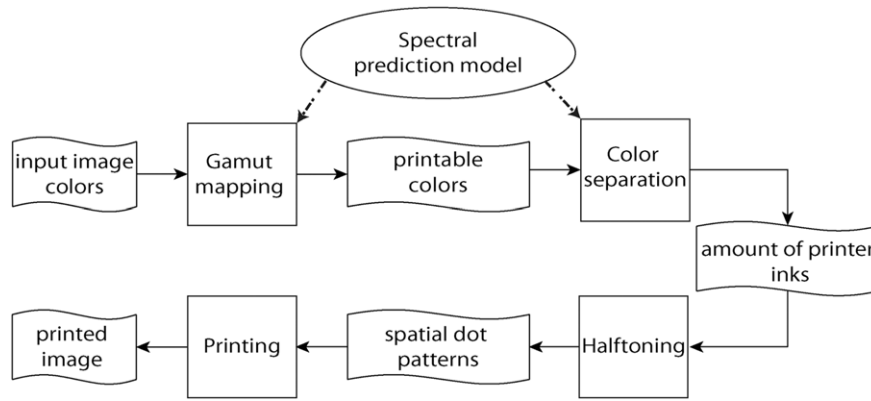 Spectral
prediction model
input image
colors
Gamut
mapping
printable
colors
Color
separation
amount of printer
inks
Halftoning
spatial dot
patterns
Printing
printed
image